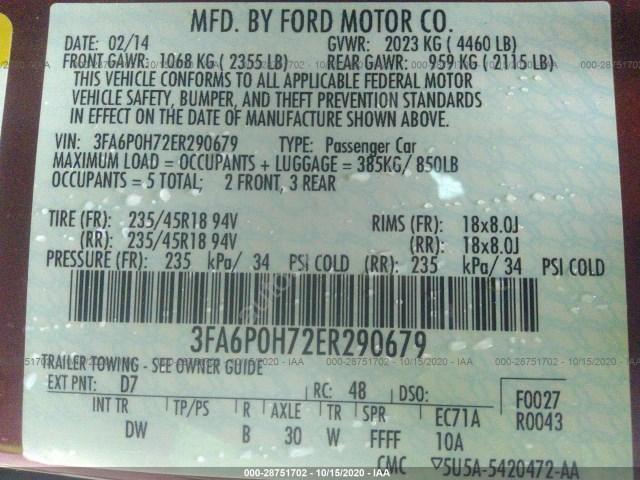 MFD. BY FORD MOTOR CO.
DATE: 02/14 GVWR: 2023 KG ( 4460 LB)
FRONT GAWR: 1068 KG ( 2355 LB) REAR GAWR: 959 KG ( 2115 LB)
THIS VEHICLE CONFORMS TO ALL APPLICABLE FEDERAL MOTOR
VEHICLE SAFETY, BUMPER, AND THEFT PREVENTION STANDARDS
IN EFFECT ON THE DATE OF MANUFACTURE SHOWN ABOVE.
VIN: 3FA6P0H72ER290679 TYPE: Passenger Car
MAXIMUM LOAD = OCCUPANTS + LUGGAGE = 385KG/ 850LB
OCCUPANTS = 5 TOTAL; 2 FRONT, 3 REAR
TIRE (FR): 235/45R18 94V RIMS (FR): 18x8.0J
(RR): 235/45R18 94V (RR): 18x8.0J
PRESSURE (FR): 235 kPa/ 34 PSI COLD (RR): 235 kPa/ 34 PSI COLD
3FA6P0H72ER290679
TRAILER TOWING - SEE OWNER GUIDE
EXT PNT: D7 RC: 48 DSO: F0027
INT TR TP/PS R AXLE TR SPR EC71A R0043
DW B 30 W FFFF 10A
CMC ▽5U5A-5420472-AA
000-28751702 - 10/15/2020 - IAA